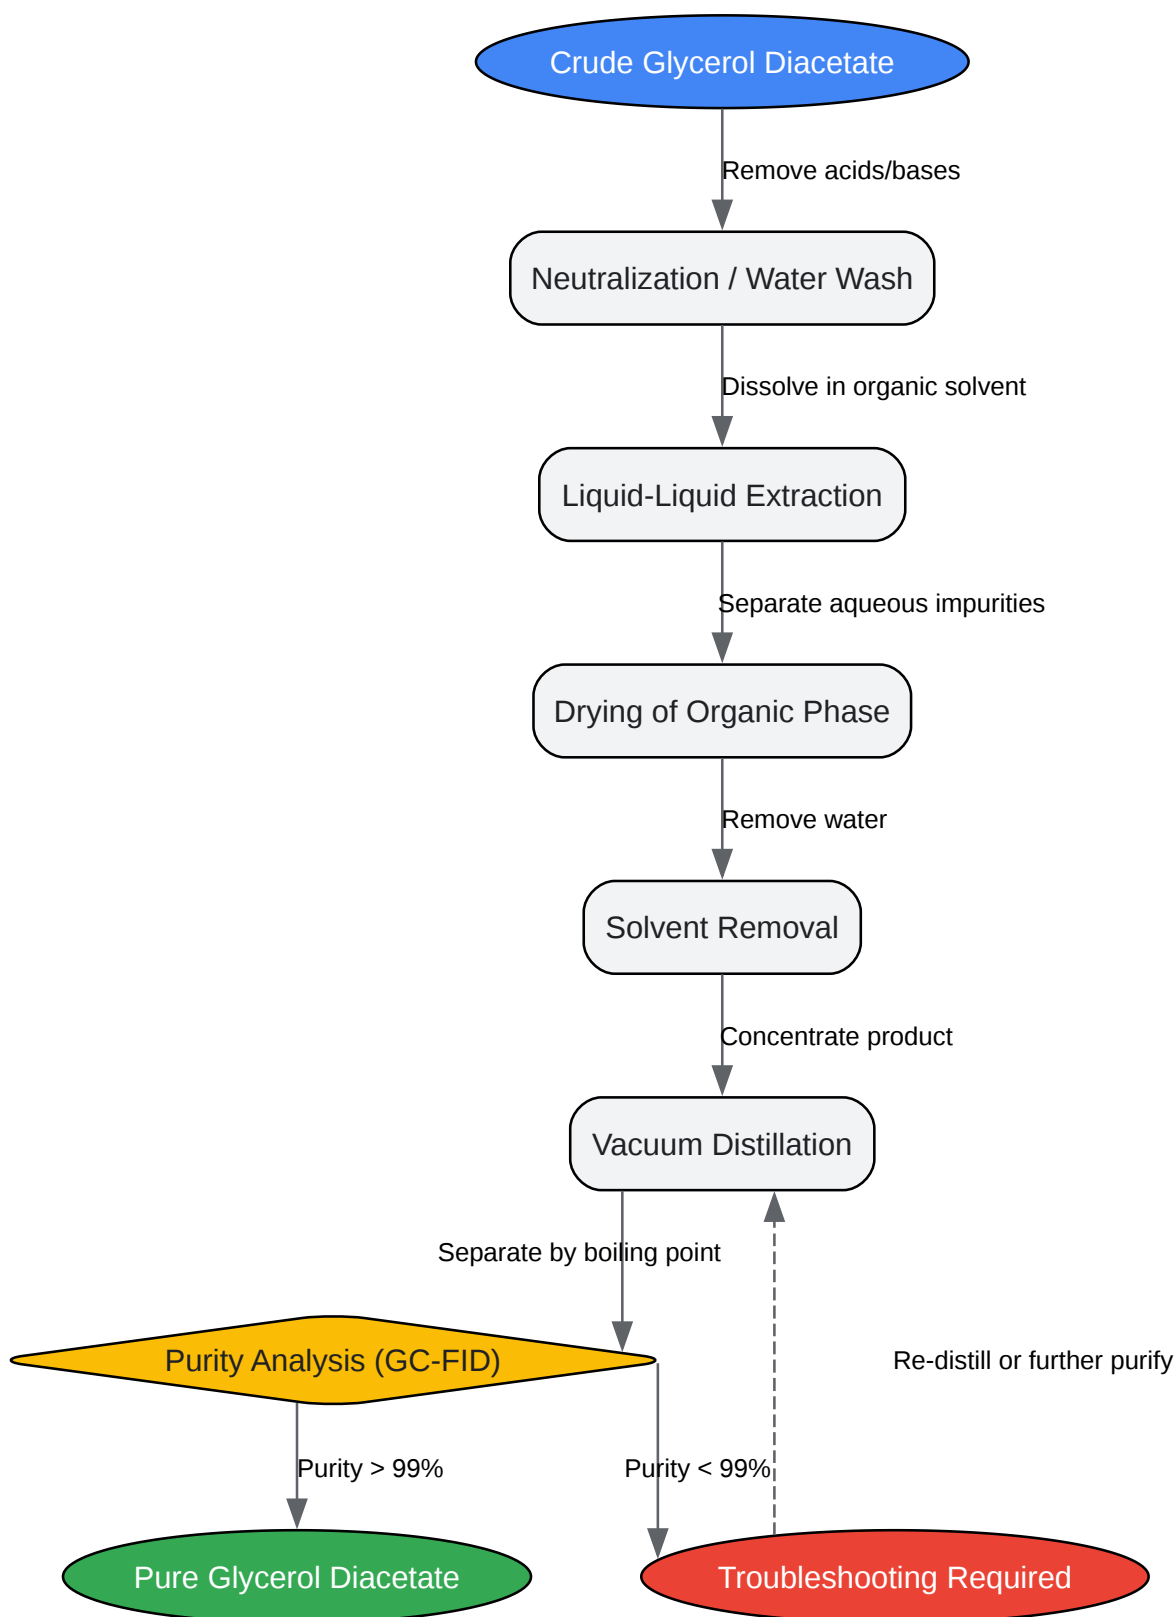 Crude Glycerol Diacetate
Remove acids/bases
Neutralization / Water Wash
Dissolve in organic solvent
Liquid-Liquid Extraction
Separate aqueous impurities
Drying of Organic Phase
Remove water
Solvent Removal
Concentrate product
Vacuum Distillation
Separate by boiling point
Purity Analysis (GC-FID)
Re-distill or further purify
Purity > 99%
Purity < 99%
Pure Glycerol Diacetate
Troubleshooting Required